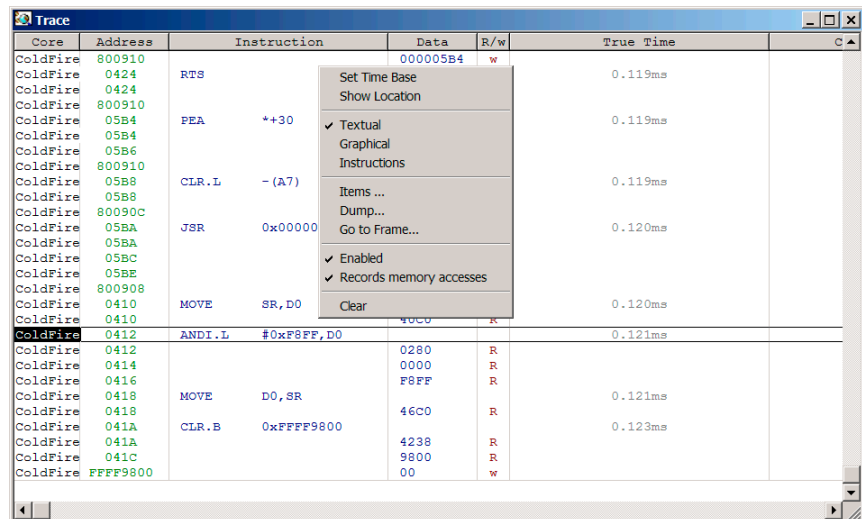 Trace
Core Address Instruction Data R/w True Time C
ColdFire 800910 000005B4 w
ColdFire 0424 RTS 0.119ms
ColdFire 0424
ColdFire 800910
ColdFire 05B4 PEA *+30 0.119ms
ColdFire 05B4
ColdFire 05B6
ColdFire 800910
ColdFire 05B8 CLR.L -(A7) 0.119ms
ColdFire 05B8
ColdFire 80090C
ColdFire 05BA JSR 0x00000 0.120ms
ColdFire 05BA
ColdFire 05BC
ColdFire 05BE
ColdFire 800908
ColdFire 0410 MOVE SR,D0 0.120ms
ColdFire 0410 40C0 R
ColdFire 0412 ANDI.L #0xF8FF,D0 0.121ms
ColdFire 0412 0280 R
ColdFire 0414 0000 R
ColdFire 0416 F8FF R
ColdFire 0418 MOVE D0,SR 0.121ms
ColdFire 0418 46C0 R
ColdFire 041A CLR.B 0xFFFF9800 0.123ms
ColdFire 041A 4238 R
ColdFire 041C 9800 R
ColdFire FFFF9800 00 w
Set Time Base
Show Location
Textual
Graphical
Instructions
Items ...
Dump...
Go to Frame...
Enabled
Records memory accesses
Clear